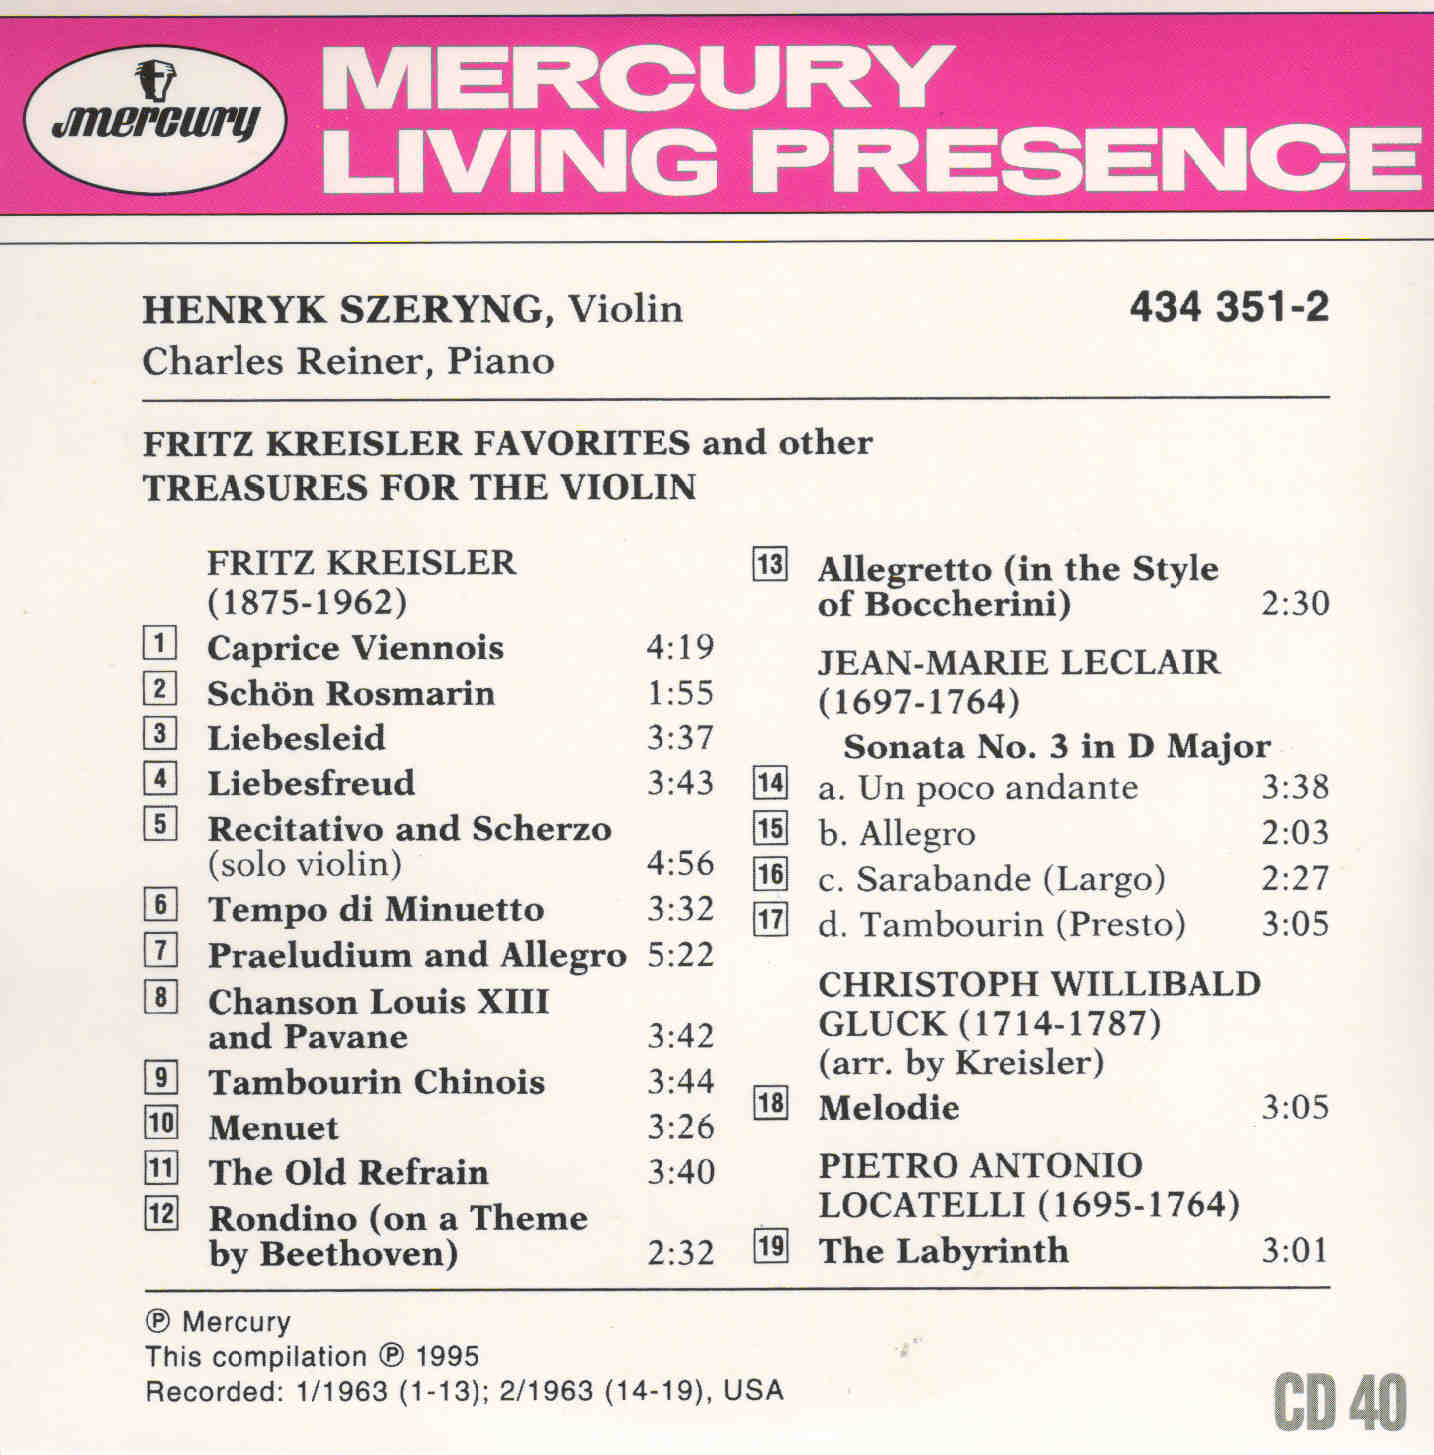 mercury
MERCURY
LIVING PRESENCE
HENRYK SZERYNG, Violin 434 351-2
Charles Reiner, Piano
FRITZ KREISLER FAVORITES and other
TREASURES FOR THE VIOLIN
FRITZ KREISLER
(1875-1962)
1 Caprice Viennois 4:19
2 Schön Rosmarin 1:55
3 Liebesleid 3:37
4 Liebesfreud 3:43
5 Recitativo and Scherzo
(solo violin) 4:56
6 Tempo di Minuetto 3:32
7 Praeludium and Allegro 5:22
8 Chanson Louis XIII
and Pavane 3:42
9 Tambourin Chinois 3:44
10 Menuet 3:26
11 The Old Refrain 3:40
12 Rondino (on a Theme
by Beethoven) 2:32
13 Allegretto (in the Style
of Boccherini) 2:30
JEAN-MARIE LECLAIR
(1697-1764)
Sonata No. 3 in D Major
14 a. Un poco andante 3:38
15 b. Allegro 2:03
16 c. Sarabande (Largo) 2:27
17 d. Tambourin (Presto) 3:05
CHRISTOPH WILLIBALD
GLUCK (1714-1787)
(arr. by Kreisler)
18 Melodie 3:05
PIETRO ANTONIO
LOCATELLI (1695-1764)
19 The Labyrinth 3:01
℗ Mercury
This compilation ℗ 1995
Recorded: 1/1963 (1-13); 2/1963 (14-19), USA
CD 40